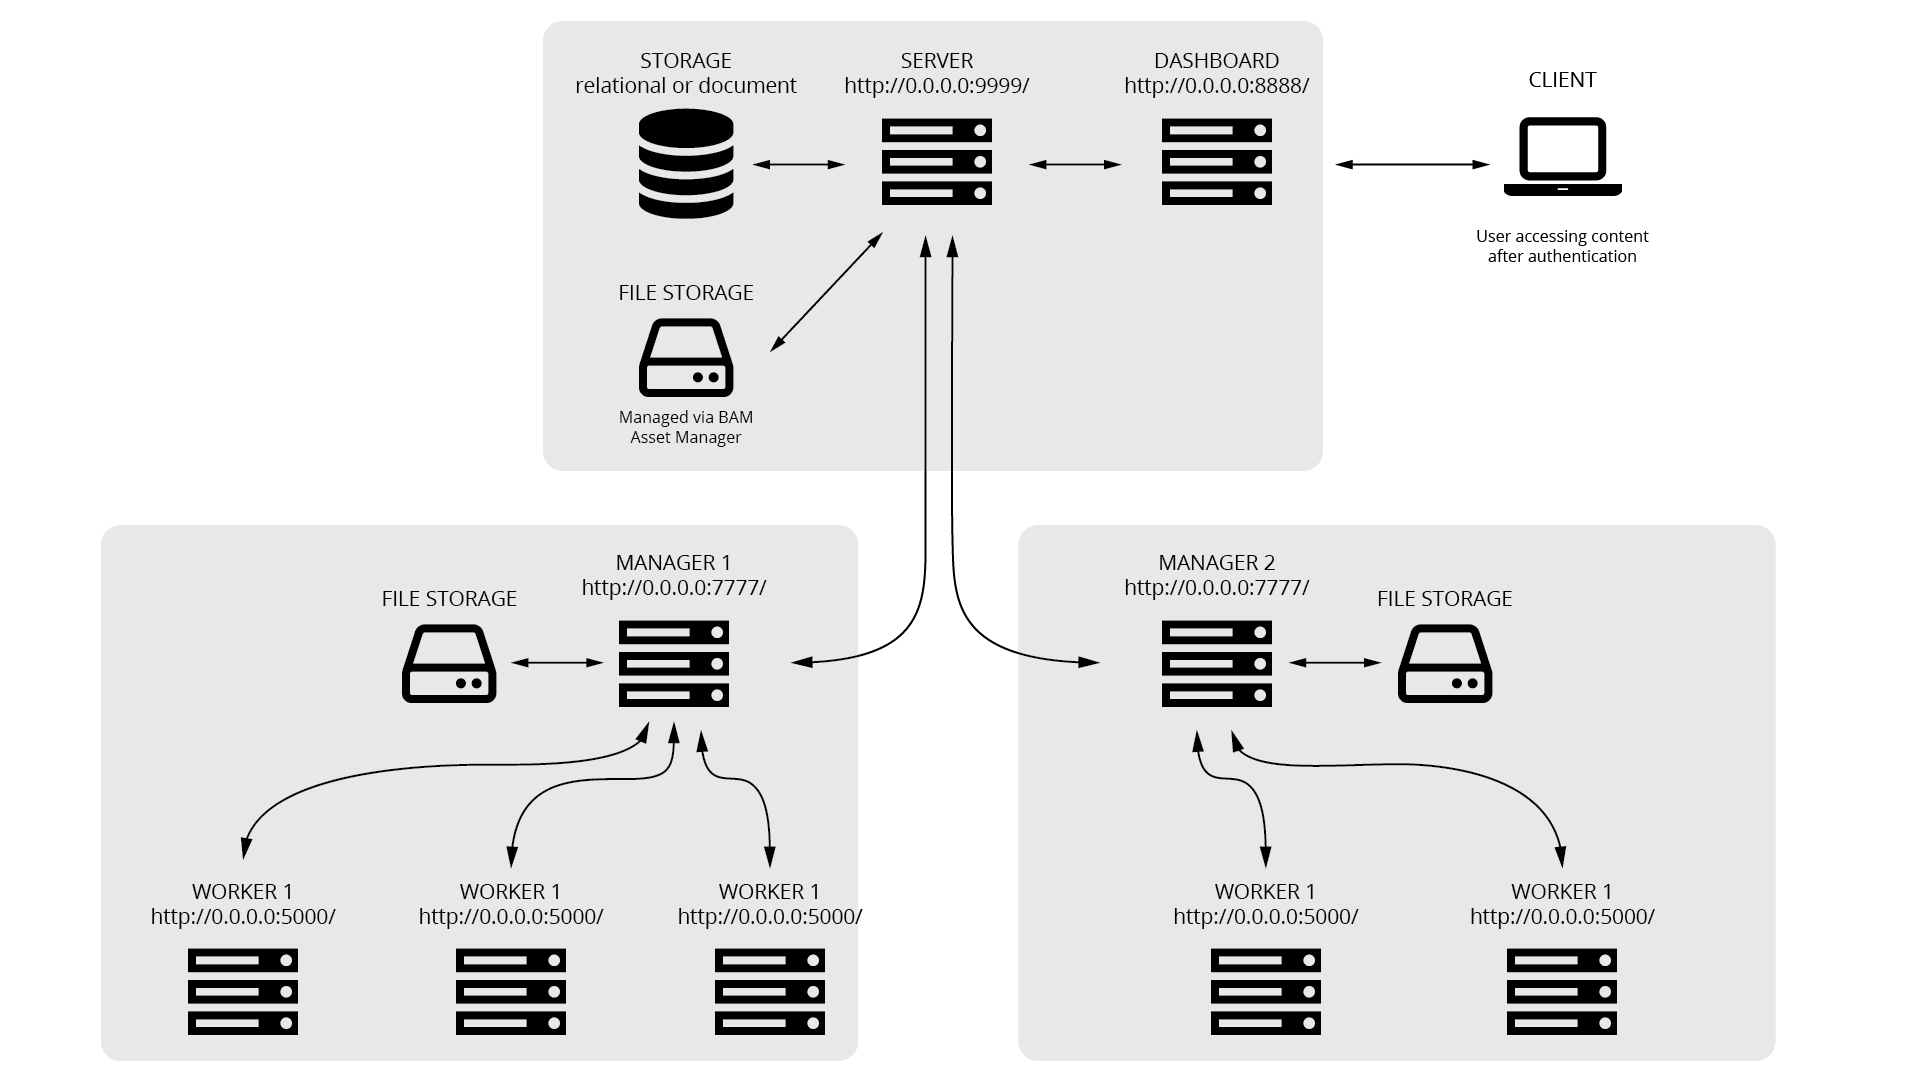 STORAGE
relational or document
SERVER
http://0.0.0.0:9999/
DASHBOARD
http://0.0.0.0:8888/
CLIENT
User accessing content
after authentication
FILE STORAGE
Managed via BAM
Asset Manager
MANAGER 1
http://0.0.0.0:7777/
FILE STORAGE
MANAGER 2
http://0.0.0.0:7777/
FILE STORAGE
WORKER 1
http://0.0.0.0:5000/
WORKER 1
http://0.0.0.0:5000/
WORKER 1
http://0.0.0.0:5000/
WORKER 1
http://0.0.0.0:5000/
WORKER 1
http://0.0.0.0:5000/